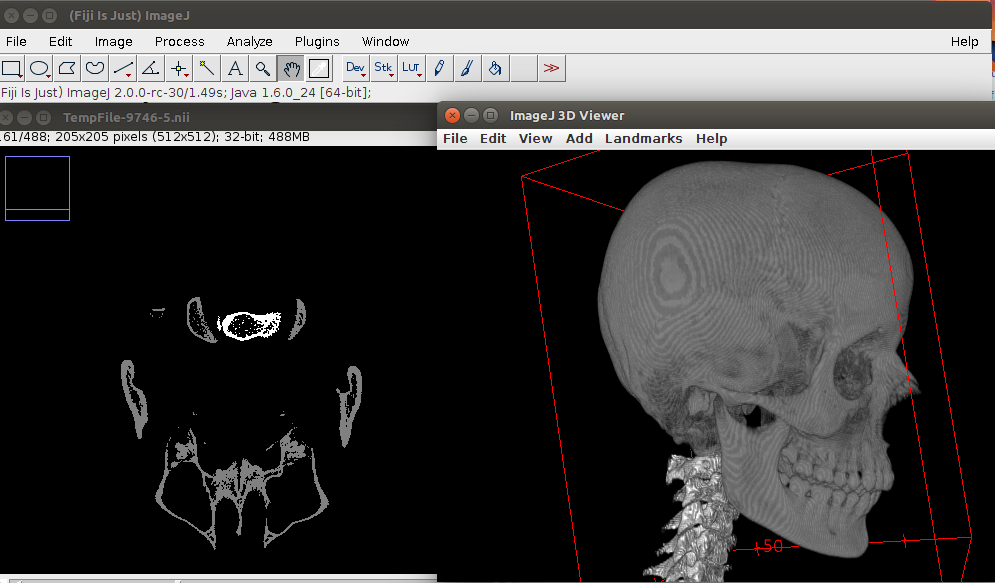 (Fiji Is Just) ImageJ
File Edit Image Process Analyze Plugins Window Help
A Dev Stk LUT >>
Fiji Is Just) ImageJ 2.0.0-rc-30/1.49s; Java 1.6.0_24 [64-bit];
TempFile-9746-5.nii
.61/488; 205x205 pixels (512x512); 32-bit; 488MB
ImageJ 3D Viewer
File Edit View Add Landmarks Help
50